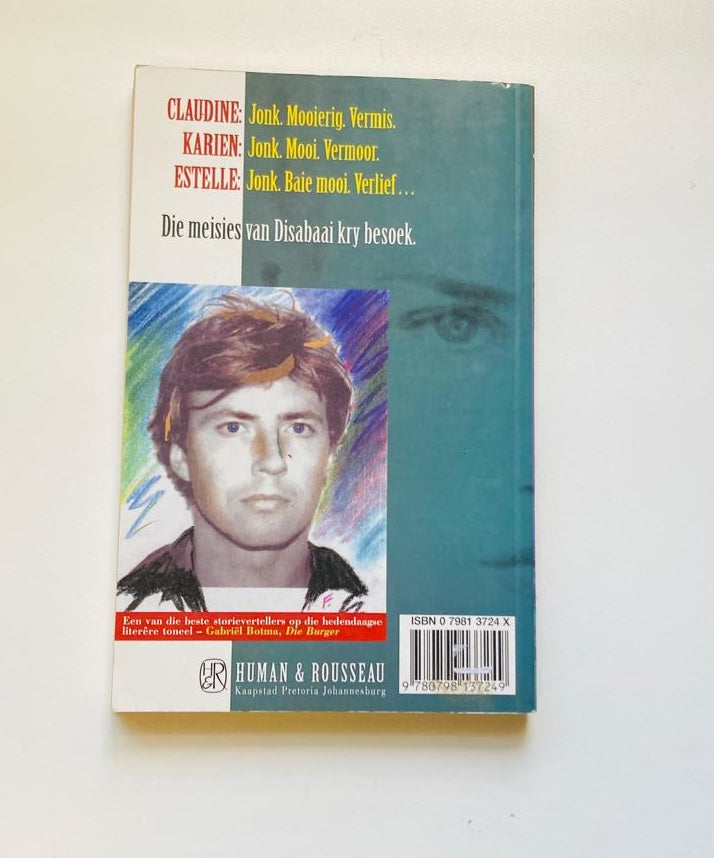 CLAUDINE: Jonk. Mooierig. Vermis.
KARIEN: Jonk. Mooi. Vermoor.
ESTELLE: Jonk. Baie mooi. Verlief...
Die meisies van Disabaai kry besoek.
F.
Een van die beste storievertellers op die hedendaagse
literêre toneel – Gabriël Botma, Die Burger
ISBN 0 7981 3724 X
H&R
HUMAN & ROUSSEAU
Kaapstad Pretoria Johannesburg
9 780798 137249